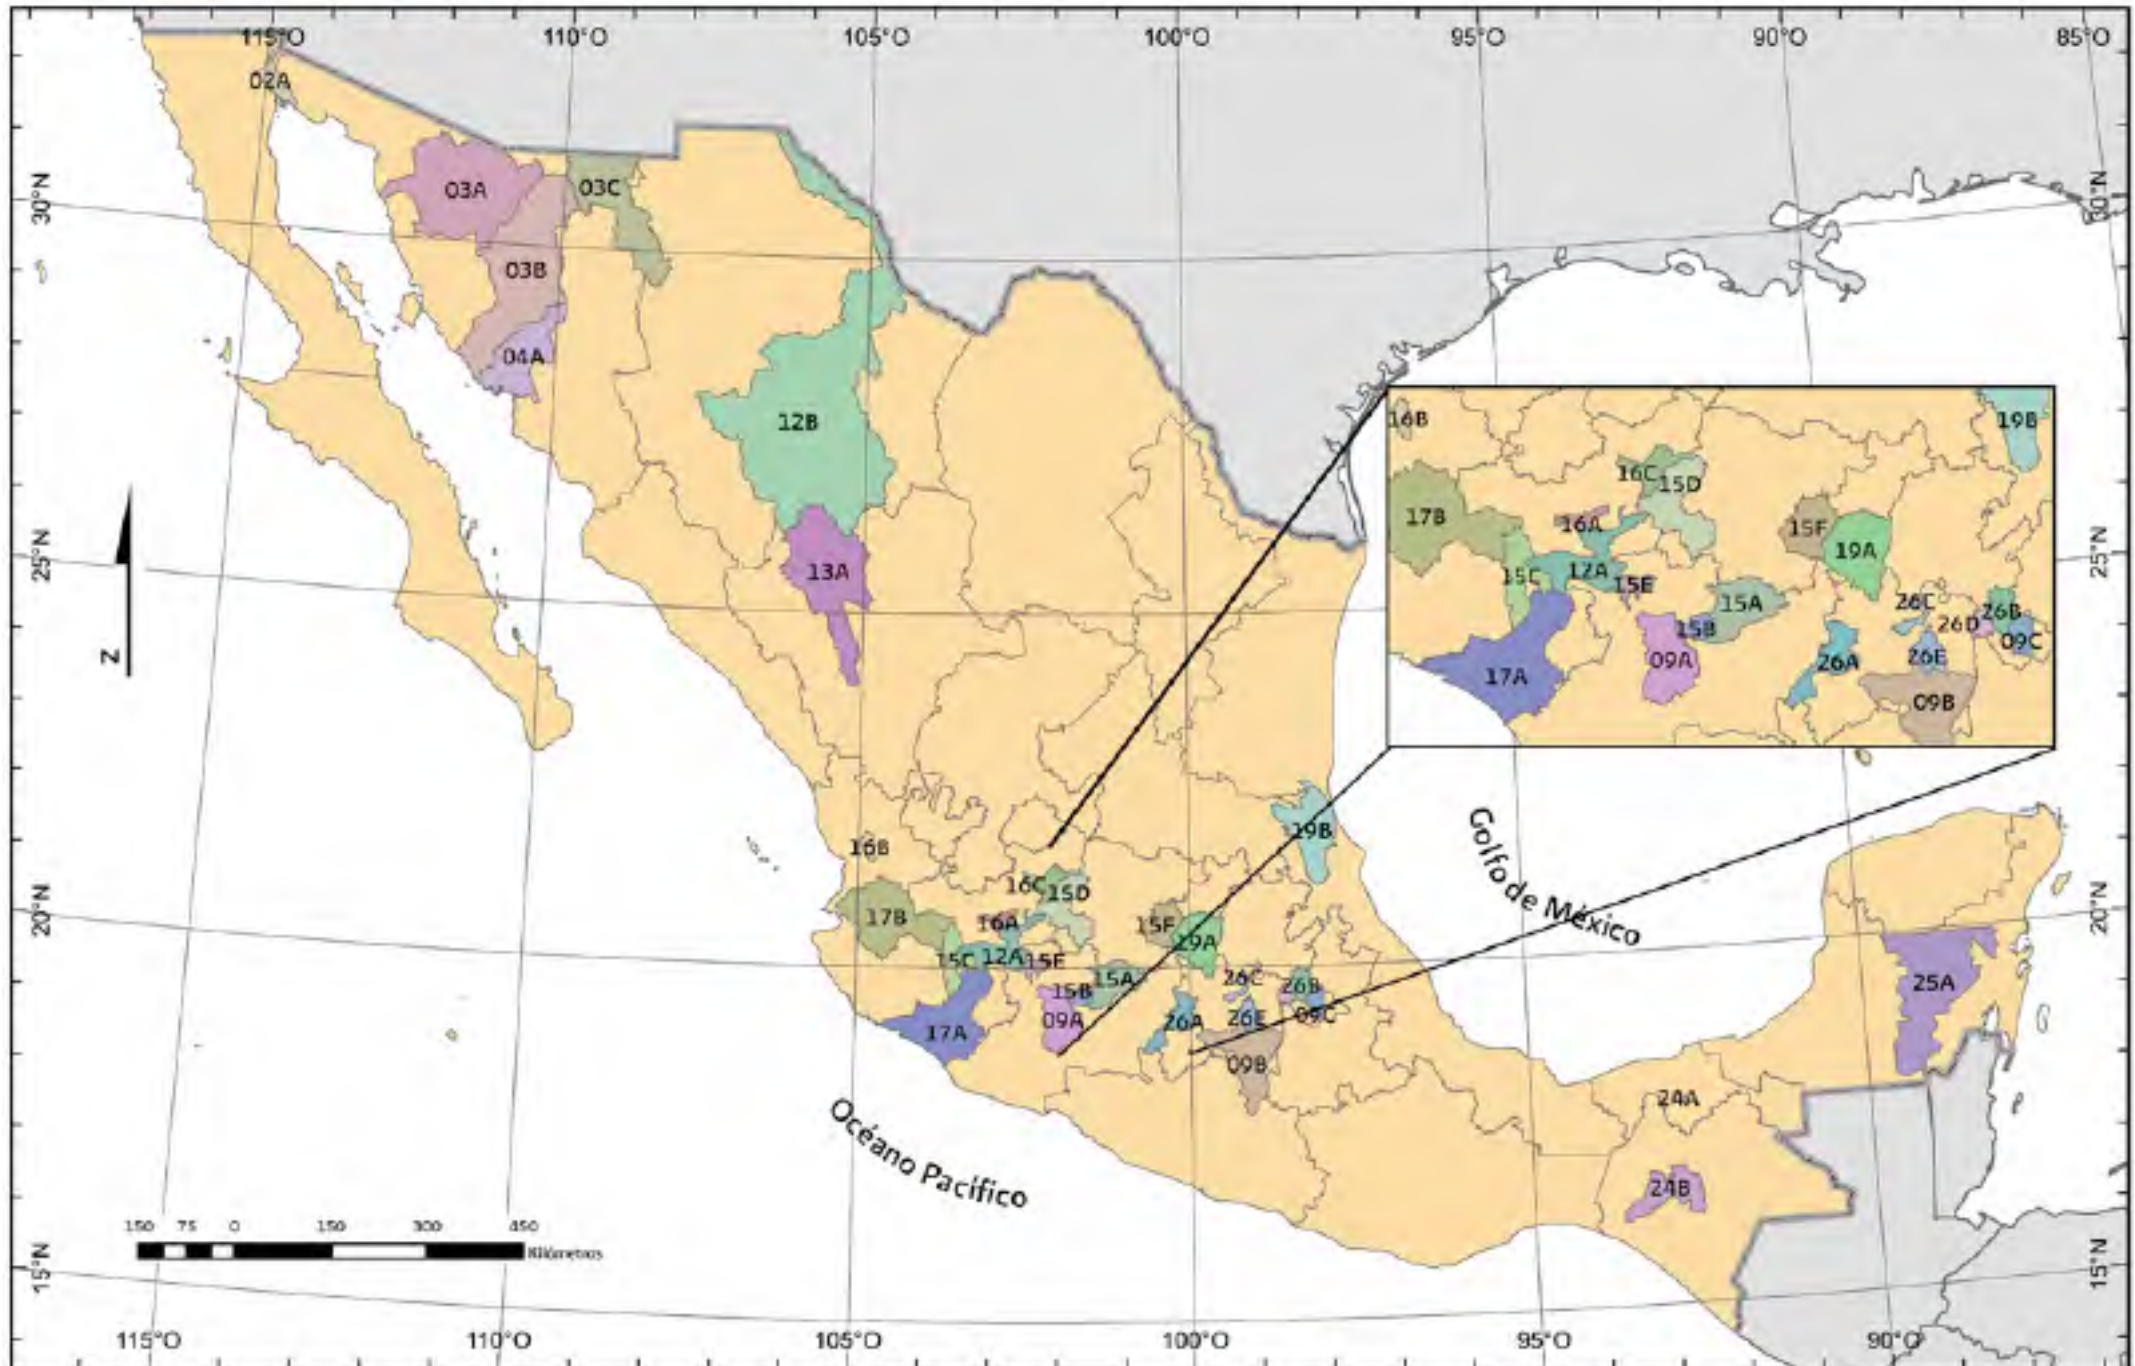 115°O 110°O 105°O 100°O 95°O 90°O 85°O
02A
30°N
03A
03C
30°N
03B
04A
12B
16B
19B
16C
15D
17B
16A
15F
19A
25°N
25°N
13A
15C
12A
15E
15A
26C
26B
15B
26D
09C
N
09A
26A
26E
17A
09B
19B
Golfo de México
16B
16C
15D
20°N
17B
16A
15F
19A
20°N
15C
12A
15E
15A
26C
26B
25A
15B
09A
26A
26E
09C
17A
09B
24A
Océano Pacífico
24B
150 75 0 150 300 450
Kilómetros
15°N
15°N
115°O 110°O 105°O 100°O 95°O 90°O